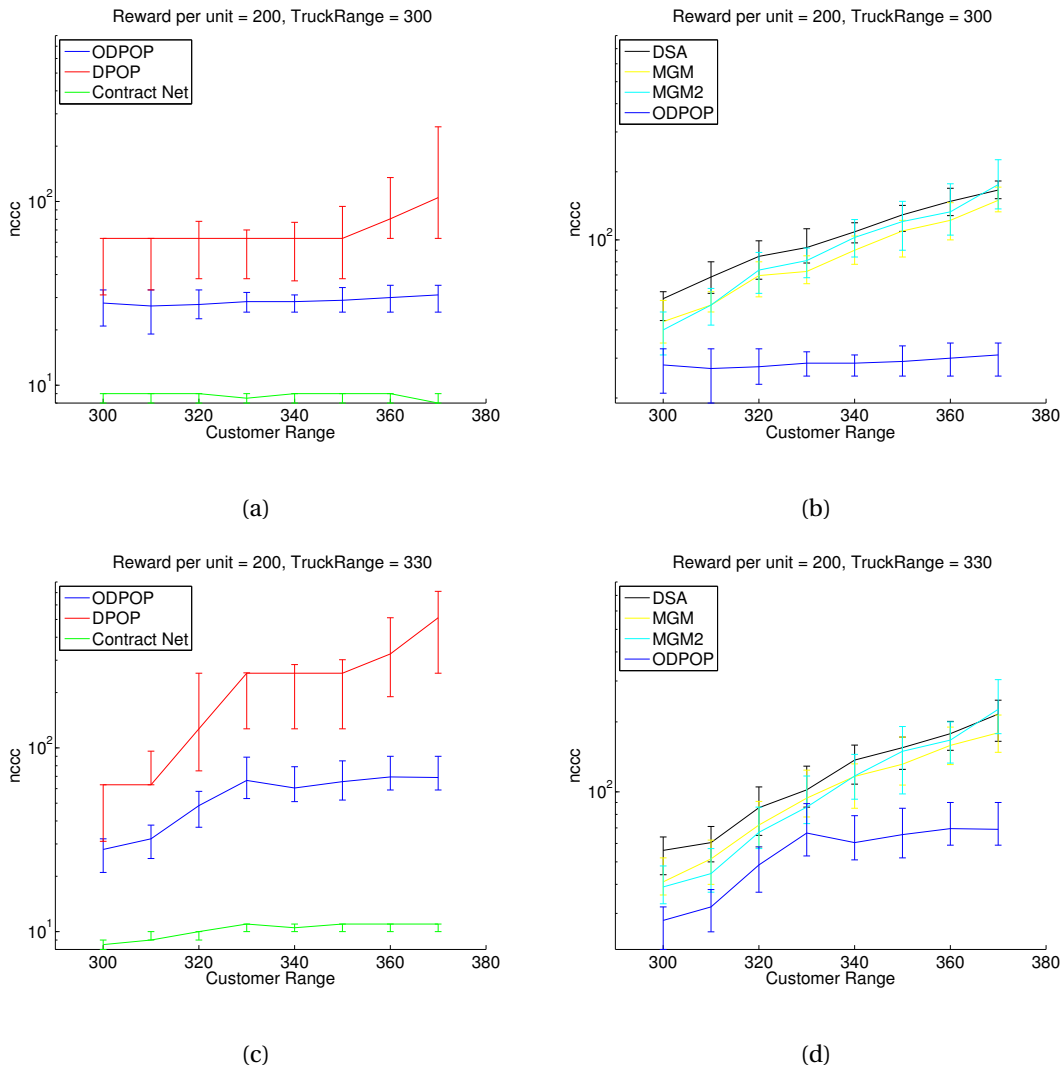 Reward per unit = 200, TruckRange = 300
ODPOP
DPOP
Contract Net
nccc
10^2
10^1
300 320 340 360 380
Customer Range
(a)
Reward per unit = 200, TruckRange = 300
DSA
MGM
MGM2
ODPOP
nccc
10^2
300 320 340 360 380
Customer Range
(b)
Reward per unit = 200, TruckRange = 330
ODPOP
DPOP
Contract Net
nccc
10^2
10^1
300 320 340 360 380
Customer Range
(c)
Reward per unit = 200, TruckRange = 330
DSA
MGM
MGM2
ODPOP
nccc
10^2
300 320 340 360 380
Customer Range
(d)